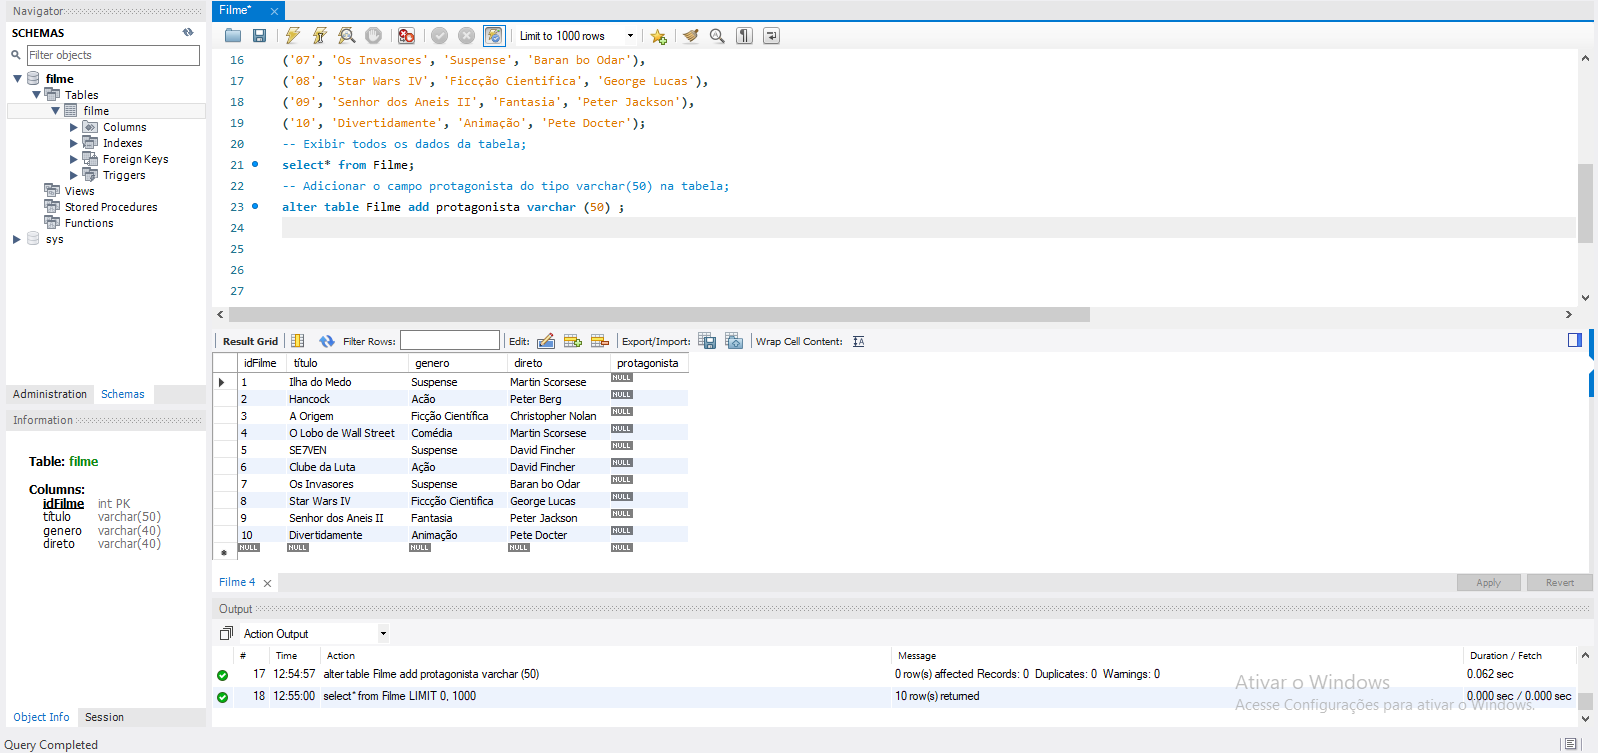 Navigator
SCHEMAS
Filter objects
filme
Tables
filme
Columns
Indexes
Foreign Keys
Triggers
Views
Stored Procedures
Functions
sys
Administration Schemas
Information
Table: filme
Columns:
idFilme int PK
título varchar(50)
genero varchar(40)
direto varchar(40)
Object Info Session
Query Completed
Filme*
Limit to 1000 rows
16 ('07', 'Os Invasores', 'Suspense', 'Baran bo Odar'),
17 ('08', 'Star Wars IV', 'Ficcção Cientifica', 'George Lucas'),
18 ('09', 'Senhor dos Aneis II', 'Fantasia', 'Peter Jackson'),
19 ('10', 'Divertidamente', 'Animação', 'Pete Docter');
20 -- Exibir todos os dados da tabela;
21 select* from Filme;
22 -- Adicionar o campo protagonista do tipo varchar(50) na tabela;
23 alter table Filme add protagonista varchar (50) ;
24
25
26
27
Result Grid Filter Rows: Edit: Export/Import: Wrap Cell Content:
idFilme título genero direto protagonista
1 Ilha do Medo Suspense Martin Scorsese NULL
2 Hancock Acão Peter Berg NULL
3 A Origem Ficção Científica Christopher Nolan NULL
4 O Lobo de Wall Street Comédia Martin Scorsese NULL
5 SE7VEN Suspense David Fincher NULL
6 Clube da Luta Ação David Fincher NULL
7 Os Invasores Suspense Baran bo Odar NULL
8 Star Wars IV Ficcção Cientifica George Lucas NULL
9 Senhor dos Aneis II Fantasia Peter Jackson NULL
10 Divertidamente Animação Pete Docter NULL
NULL NULL NULL NULL NULL
Filme 4 Apply Revert
Output
Action Output
# Time Action Message Duration / Fetch
17 12:54:57 alter table Filme add protagonista varchar (50) 0 row(s) affected Records: 0 Duplicates: 0 Warnings: 0 0.062 sec
18 12:55:00 select* from Filme LIMIT 0, 1000 10 row(s) returned 0.000 sec / 0.000 sec
Ativar o Windows
Acesse Configurações para ativar o Windows.